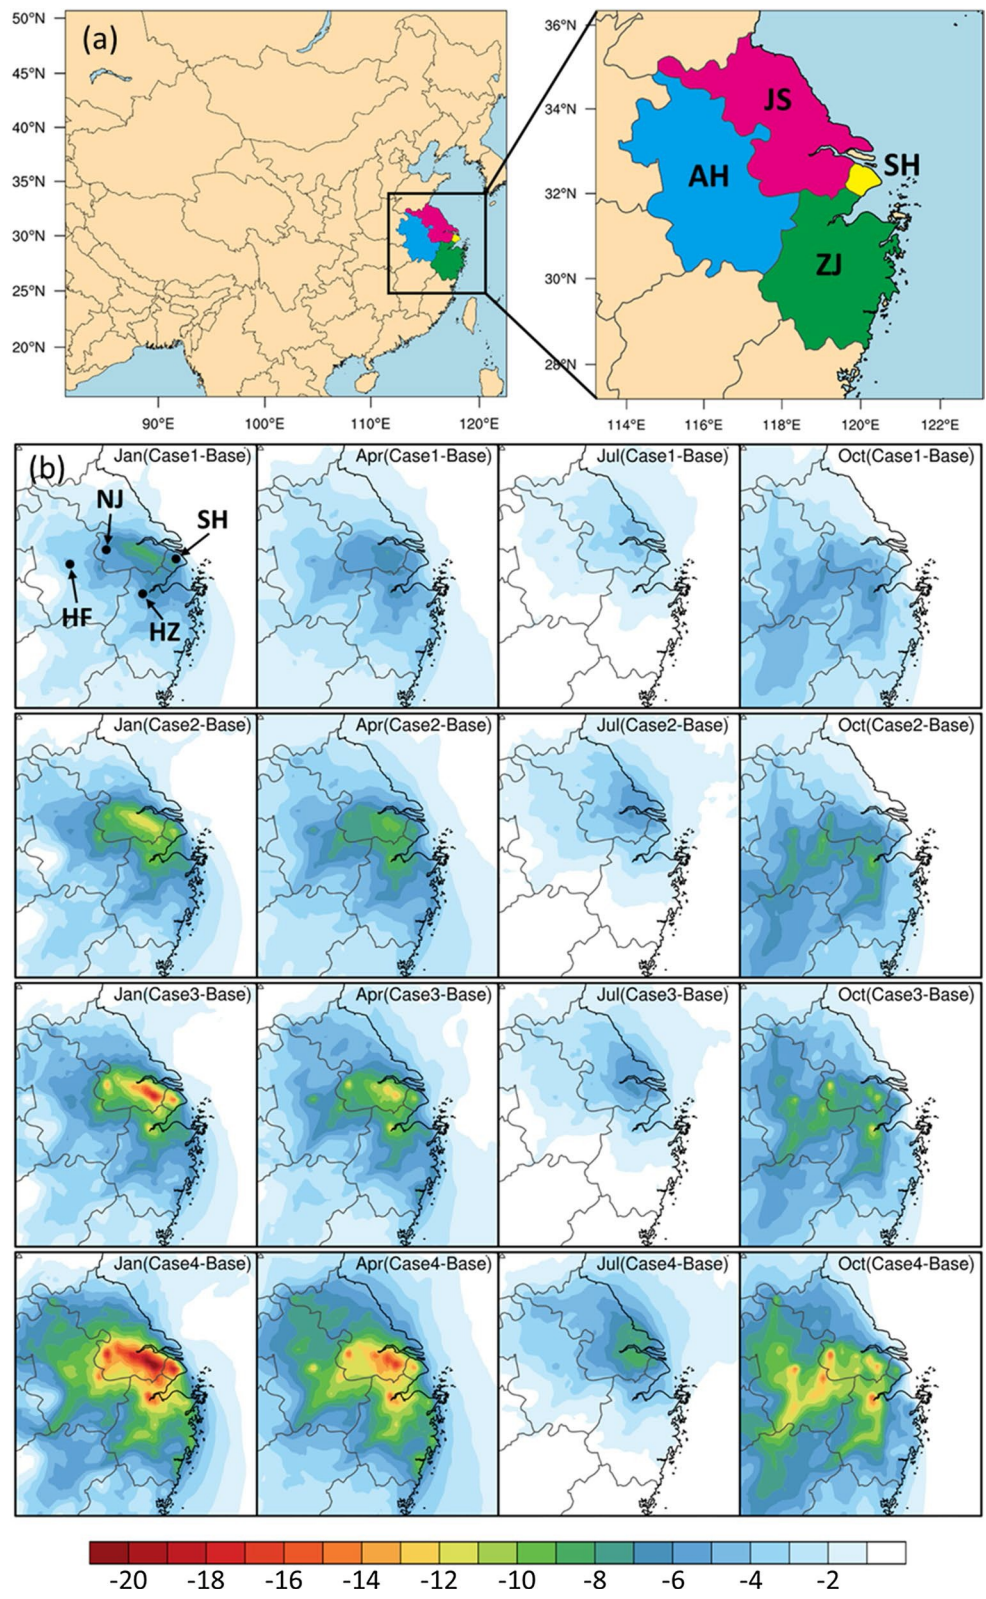 (a)
50°N
45°N
40°N
35°N
30°N
25°N
20°N
90°E 100°E 110°E 120°E
36°N
34°N
32°N
30°N
28°N
JS
SH
AH
ZJ
114°E 116°E 118°E 120°E 122°E
(b)
Jan(Case1-Base) Apr(Case1-Base) Jul(Case1-Base) Oct(Case1-Base)
NJ
SH
HF
HZ
Jan(Case2-Base) Apr(Case2-Base) Jul(Case2-Base) Oct(Case2-Base)
Jan(Case3-Base) Apr(Case3-Base) Jul(Case3-Base) Oct(Case3-Base)
Jan(Case4-Base) Apr(Case4-Base) Jul(Case4-Base) Oct(Case4-Base)
-20 -18 -16 -14 -12 -10 -8 -6 -4 -2